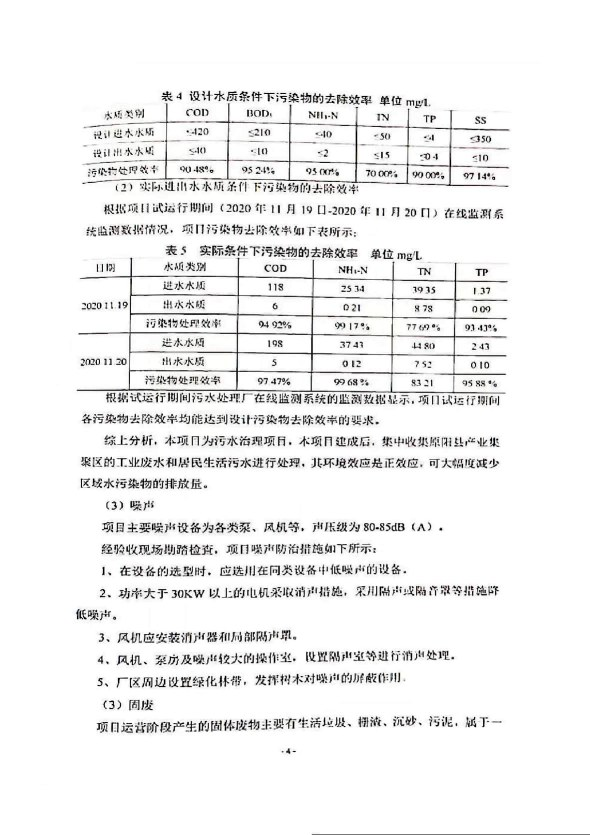 表 4 设计水质条件下污染物的去除效率 单位 mg/L
水质类别 COD BOD₅ NH₃-N TN TP SS
设计进水水质 ≤420 ≤210 ≤40 ≤50 ≤4 ≤350
设计出水水质 ≤40 ≤10 ≤2 ≤15 ≤0.4 ≤10
污染物处理效率 90.48% 95.24% 95.00% 70.00% 90.00% 97.14%
（2）实际进出水水质条件下污染物的去除效率
根据项目试运行期间（2020 年 11 月 19 日-2020 年 11 月 20 日）在线监测系
统监测数据情况，项目污染物去除效率如下表所示：
表 5 实际条件下污染物的去除效率 单位 mg/L
日期 水质类别 COD NH₃-N TN TP
2020.11.19 进水水质 118 25.34 39.35 1.37
出水水质 6 0.21 8.78 0.09
污染物处理效率 94.92% 99.17% 77.69% 93.43%
2020.11.20 进水水质 198 37.43 44.80 2.43
出水水质 5 0.12 7.52 0.10
污染物处理效率 97.47% 99.68% 83.21 95.88%
根据试运行期间污水处理厂在线监测系统的监测数据显示，项目试行期间
各污染物去除效率均能达到设计污染物去除效率的要求。
综上分析，本项目为污水治理项目，本项目建成后，集中收集原阳县产业集
聚区的工业废水和居民生活污水进行处理，其环境效应是正效应，可大幅度减少
区域水污染物的排放量。
（3）噪声
项目主要噪声设备为各类泵、风机等，声压级为 80-85dB（A）。
经验收现场勘踏检查，项目噪声防治措施如下所示：
1、在设备的选型时，应选用在同类设备中低噪声的设备。
2、功率大于 30KW 以上的电机采取消声措施，采用隔声或隔音罩等措施降
低噪声。
3、风机应安装消声器和局部隔声罩。
4、风机、泵房及噪声较大的操作室，设置隔声室等进行消声处理。
5、厂区周边设置绿化林带，发挥树木对噪声的屏蔽作用。
（3）固废
项目运营阶段产生的固体废物主要有生活垃圾、栅渣、沉砂、污泥，属于一
- 4 -